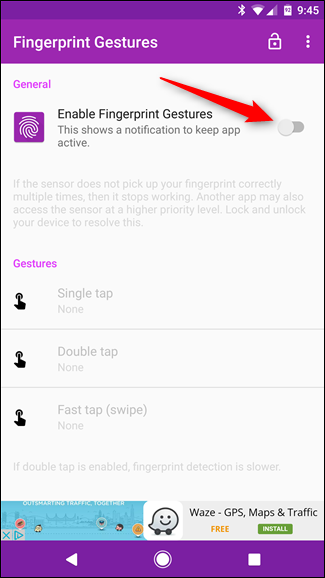 9:45
Fingerprint Gestures
General
Enable Fingerprint Gestures
This shows a notification to keep app
active.
If the sensor does not pick up your fingerprint correctly
multiple times, then it stops working. Another app may also
access the sensor at a higher priority level. Lock and unlock
your device to resolve this.
Gestures
Single tap
None
Double tap
None
Fast tap (swipe)
None
If double tap is enabled, fingerprint detection is slower.
OUTSMARTING TRAFFIC, TOGETHER
Waze - GPS, Maps & Traffic
FREE
INSTALL